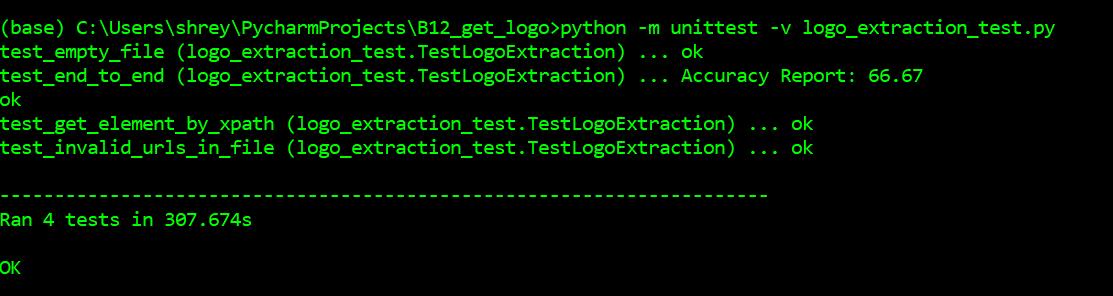 (base) C:\Users\shrey\PycharmProjects\B12_get_logo>python -m unittest -v logo_extraction_test.py
test_empty_file (logo_extraction_test.TestLogoExtraction) ... ok
test_end_to_end (logo_extraction_test.TestLogoExtraction) ... Accuracy Report: 66.67
ok
test_get_element_by_xpath (logo_extraction_test.TestLogoExtraction) ... ok
test_invalid_urls_in_file (logo_extraction_test.TestLogoExtraction) ... ok
----------------------------------------------------------------------
Ran 4 tests in 307.674s
OK